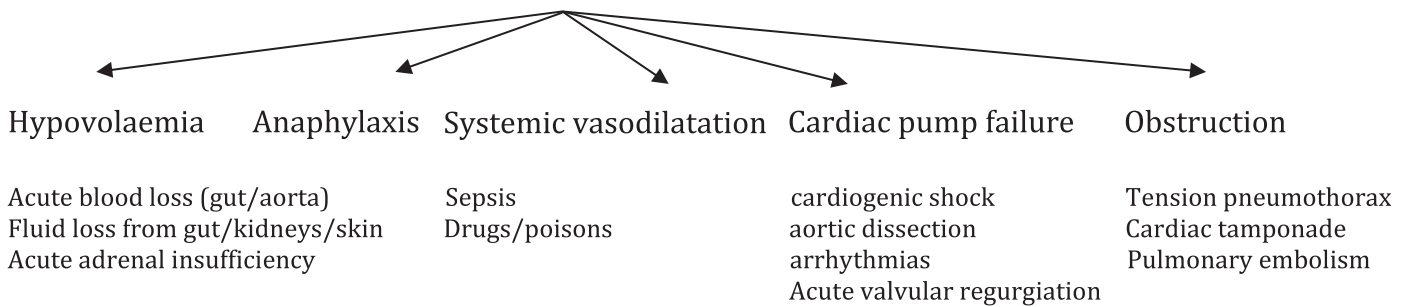 Hypovolaemia
Anaphylaxis
Systemic vasodilatation
Cardiac pump failure
Obstruction
Acute blood loss (gut/aorta)
Fluid loss from gut/kidneys/skin
Acute adrenal insufficiency
Sepsis
Drugs/poisons
cardiogenic shock
aortic dissection
arrhythmias
Acute valvular regurgiation
Tension pneumothorax
Cardiac tamponade
Pulmonary embolism